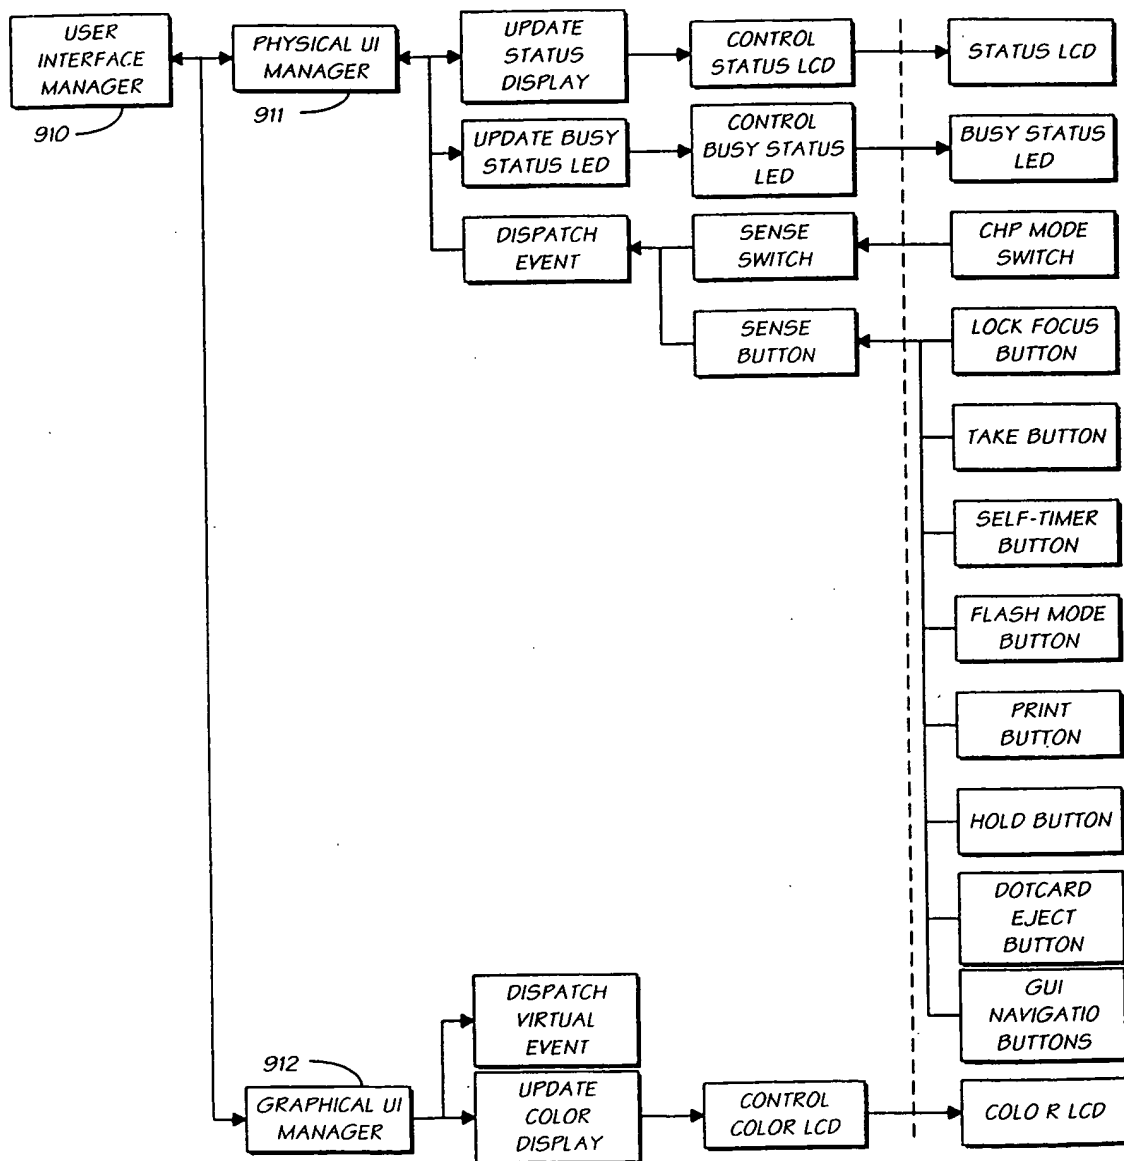 USER
INTERFACE
MANAGER
910
PHYSICAL UI
MANAGER
911
UPDATE
STATUS
DISPLAY
CONTROL
STATUS LCD
STATUS LCD
UPDATE BUSY
STATUS LED
CONTROL
BUSY STATUS
LED
BUSY STATUS
LED
DISPATCH
EVENT
SENSE
SWITCH
CHP MODE
SWITCH
SENSE
BUTTON
LOCK FOCUS
BUTTON
TAKE BUTTON
SELF-TIMER
BUTTON
FLASH MODE
BUTTON
PRINT
BUTTON
HOLD BUTTON
DOTCARD
EJECT
BUTTON
GUI
NAVIGATIO
BUTTONS
DISPATCH
VIRTUAL
EVENT
912
GRAPHICAL UI
MANAGER
UPDATE
COLOR
DISPLAY
CONTROL
COLOR LCD
COLO R LCD